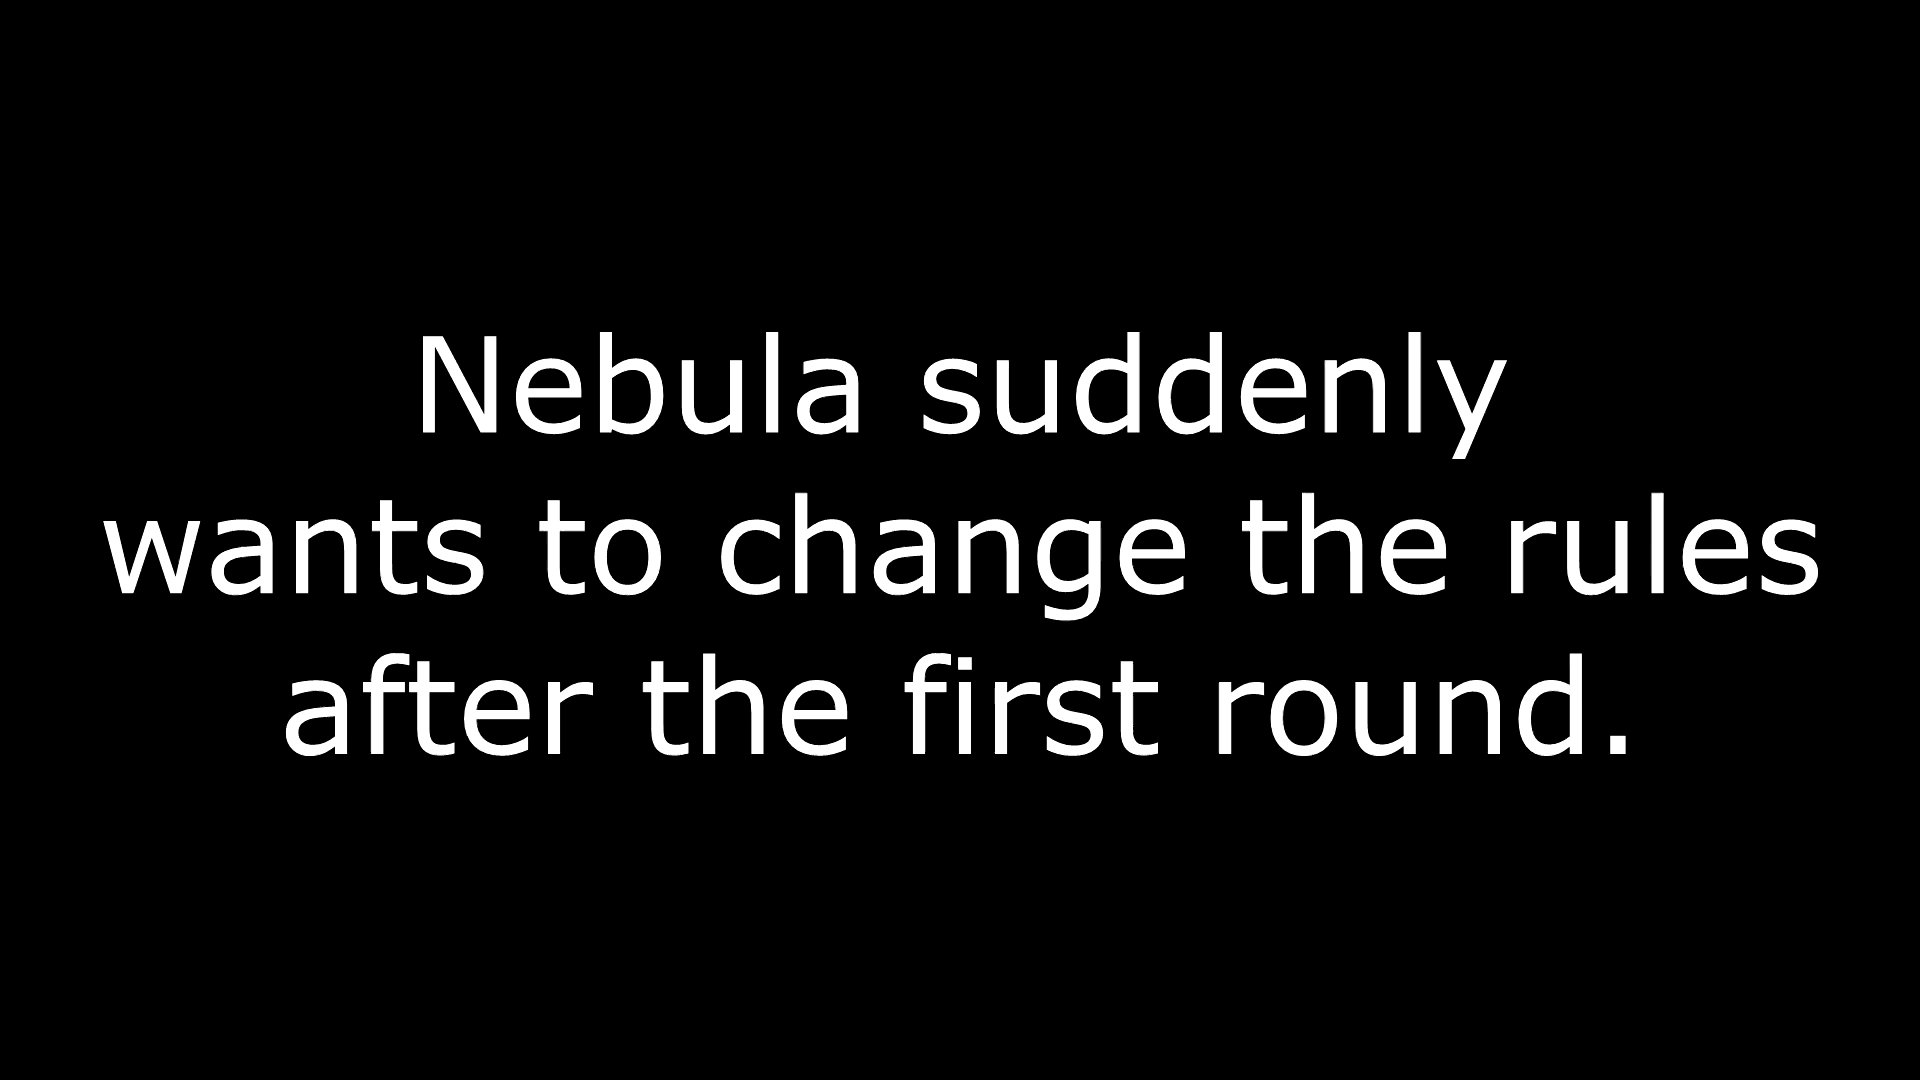 Nebula suddenly
wants to change the rules
after the first round.